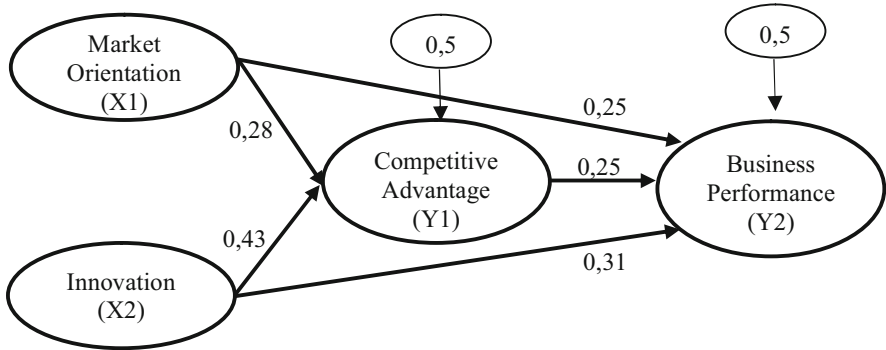 Market
Orientation
(X1)
0,5
0,5
0,25
0,28
Competitive
Advantage
(Y1)
0,25
Business
Performance
(Y2)
0,43
0,31
Innovation
(X2)